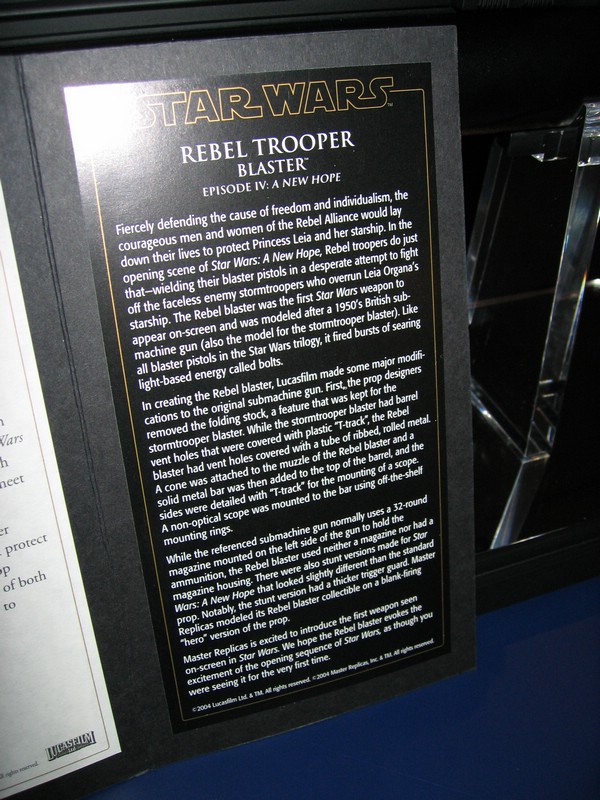 STAR WARS™
REBEL TROOPER
BLASTER™
EPISODE IV: A NEW HOPE
Fiercely defending the cause of freedom and individualism, the
courageous men and women of the Rebel Alliance would lay
down their lives to protect Princess Leia and her starship. In the
opening scene of Star Wars: A New Hope, Rebel troopers do just
that—wielding their blaster pistols in a desperate attempt to fight
off the faceless enemy stormtroopers who overrun Leia Organa's
starship. The Rebel blaster was the first Star Wars weapon to
appear on-screen and was modeled after a 1950's British sub-
machine gun (also the model for the stormtrooper blaster). Like
all blaster pistols in the Star Wars trilogy, it fired bursts of searing
light-based energy called bolts.
In creating the Rebel blaster, Lucasfilm made some major modifi-
cations to the original submachine gun. First, the prop designers
removed the folding stock, a feature that was kept for the
stormtrooper blaster. While the stormtrooper blaster had barrel
vent holes that were covered with plastic "T-track", the Rebel
blaster had vent holes covered with a tube of ribbed, rolled metal.
A cone was attached to the muzzle of the Rebel blaster and a
solid metal bar was then added to the top of the barrel, and the
sides were detailed with "T-track" for the mounting of a scope.
A non-optical scope was mounted to the bar using off-the-shelf
mounting rings.
While the referenced submachine gun normally uses a 32-round
magazine mounted on the left side of the gun to hold the
ammunition, the Rebel blaster used neither a magazine nor had a
magazine housing. There were also stunt versions made for Star
Wars: A New Hope that looked slightly different than the standard
prop. Notably, the stunt version had a thicker trigger guard. Master
Replicas modeled its Rebel blaster collectible on a blank-firing
"hero" version of the prop.
Master Replicas is excited to introduce the first weapon seen
on-screen in Star Wars. We hope the Rebel blaster evokes the
excitement of the opening sequence of Star Wars, as though you
were seeing it for the very first time.
©2004 Lucasfilm Ltd. & TM. All rights reserved. ©2004 Master Replicas, Inc. & TM. All rights reserved.
Wars
protect
of both
to
rights reserved.
LUCASFILM